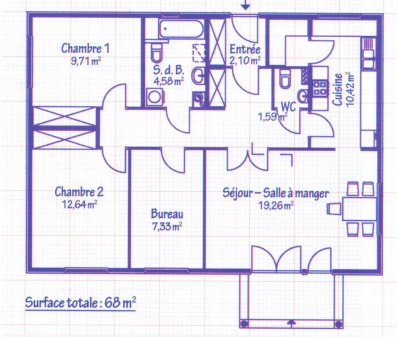 Chambre 1
9,71 m²
S. d. B.
4,58 m²
Entrée
2,10 m²
WC
1,59 m²
Cuisine
10,42 m²
Chambre 2
12,64 m²
Bureau
7,33 m²
Séjour – Salle à manger
19,26 m²
Surface totale : 68 m²